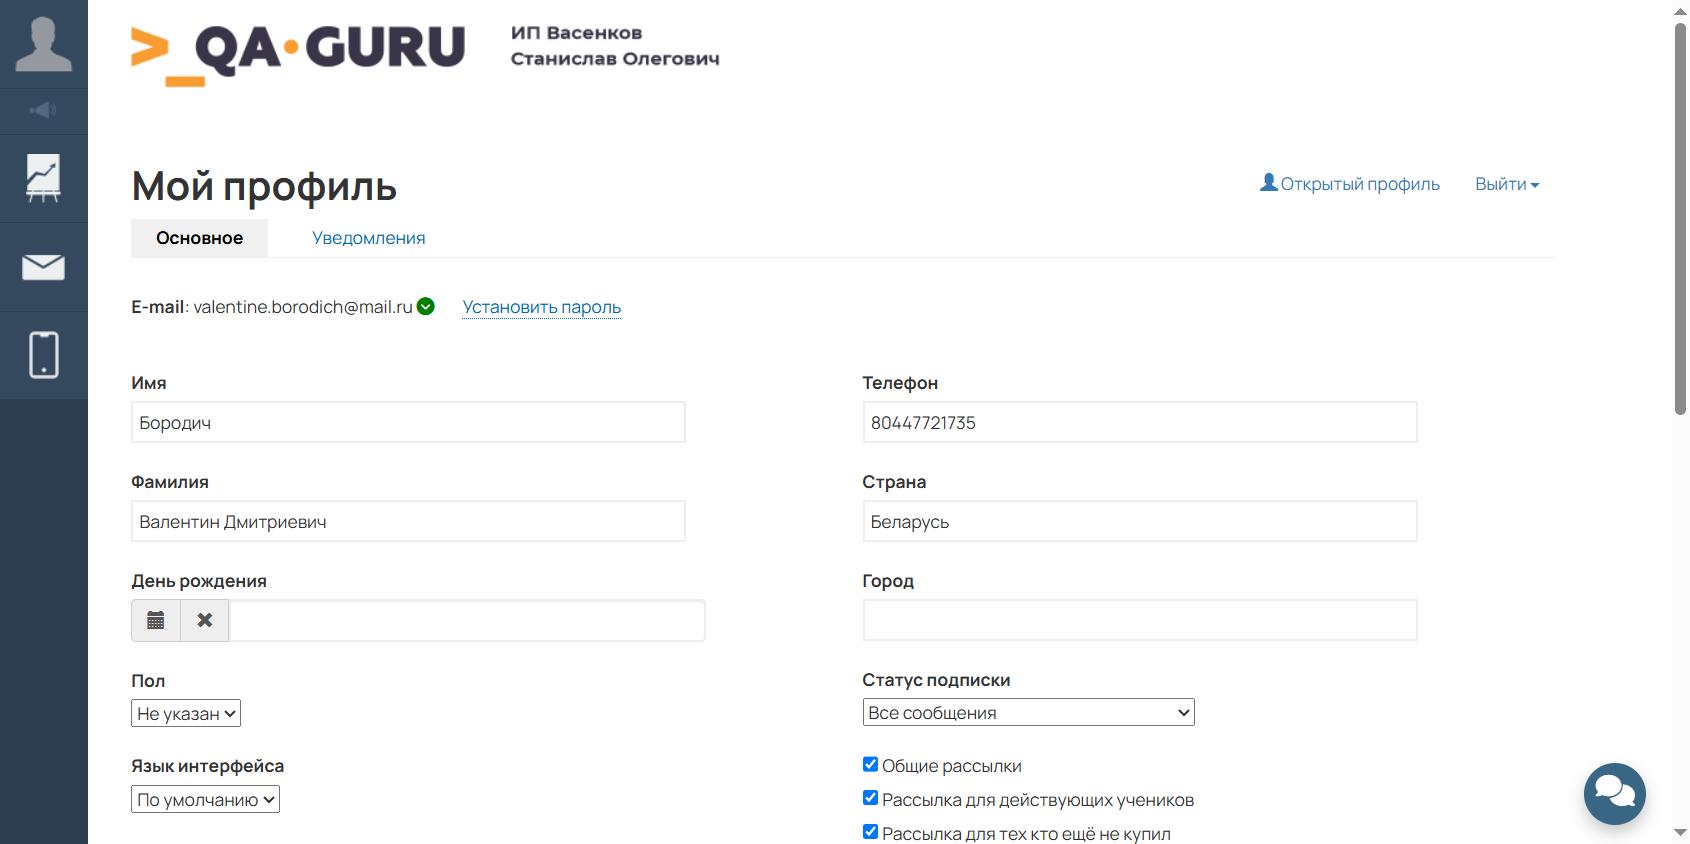 >_QA•GURU
ИП Васенков
Станислав Олегович
Мой профиль
Открытый профиль
Выйти
Основное
Уведомления
E-mail: valentine.borodich@mail.ru
Установить пароль
Имя
Бородич
Телефон
80447721735
Фамилия
Валентин Дмитриевич
Страна
Беларусь
День рождения
Город
Пол
Не указан
Статус подписки
Все сообщения
Язык интерфейса
По умолчанию
Общие рассылки
Рассылка для действующих учеников
Рассылка для тех кто ещё не купил